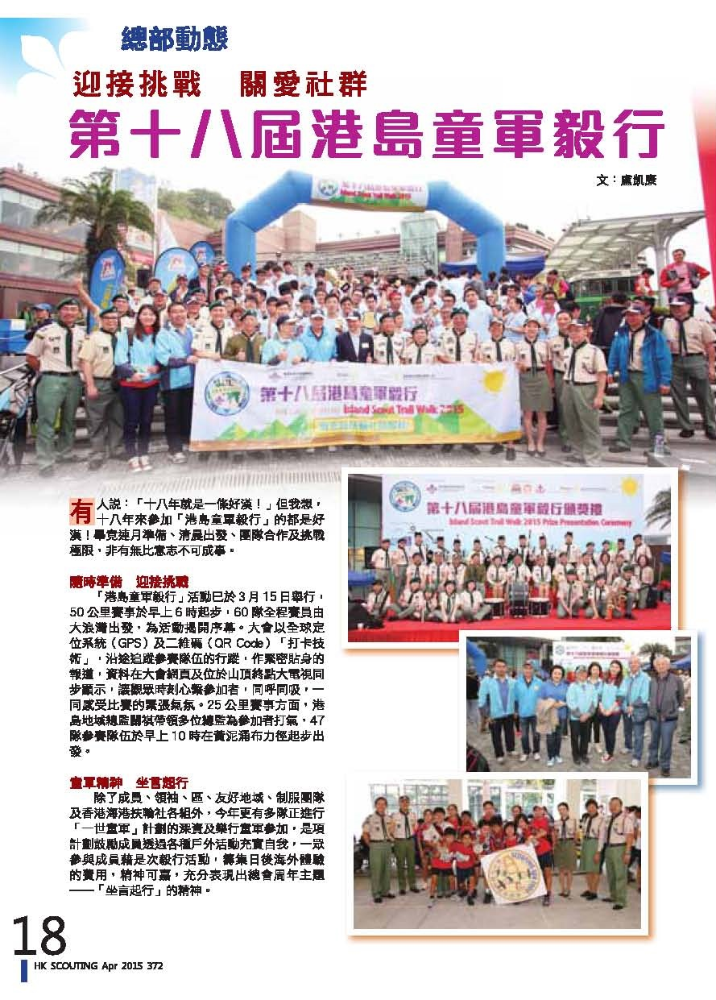 總部動態
迎接挑戰　關愛社群
第十八屆港島童軍毅行
文：盧凱康
第十八屆港島童軍毅行
Island Scout Trail Walk 2015
第十八屆港島童軍毅行
Island Scout Trail Walk 2015
有人說：「十八年就是一條好漢！」但我想，
十八年來參加「港島童軍毅行」的都是好
漢！畢竟連月準備、清晨出發、團隊合作及挑戰
極限，非有無比意志不可成事。
第十八屆港島童軍毅行頒獎禮
Island Scout Trail Walk 2015 Prize Presentation Ceremony
隨時準備　迎接挑戰
「港島童軍毅行」活動已於 3 月 15 日舉行，
50 公里賽事於早上 6 時起步，60 隊全程賽員由
大浪灣出發，為活動揭開序幕。大會以全球定
位系統（GPS）及二維碼（QR Code）「打卡技
術」，沿途追蹤參賽隊伍的行蹤，作緊密貼身的
報道，資料在大會網頁及位於山頂終點大電視同
步顯示，讓觀眾時刻心繫參加者，同呼同吸，一
同感受比賽的緊張氣氛。25 公里賽事方面，港
島地域總監關祺帶領多位總監為參加者打氣，47
隊參賽隊伍於早上 10 時在黃泥涌布力徑起步出
發。
童軍精神　坐言起行
除了成員、領袖、區、友好地域、制服團隊
及香港海港扶輪社各組外，今年更有多隊正進行
「一世童軍」計劃的深資及樂行童軍參加，是項
計劃鼓勵成員透過各種戶外活動充實自我，一眾
參與成員藉是次毅行活動，籌集日後海外體驗
的費用，精神可嘉，充分表現出總會周年主題
——「坐言起行」的精神。
18
HK SCOUTING Apr 2015 372